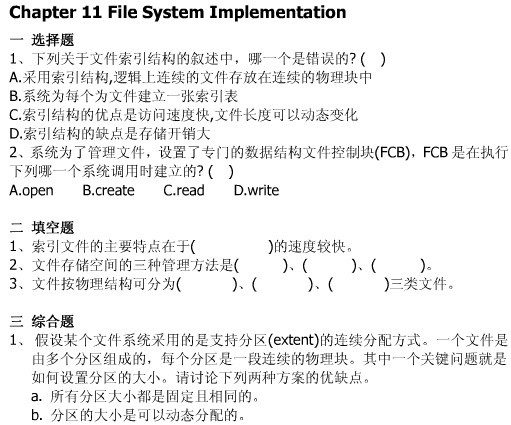 Chapter 11 File System Implementation
一 选择题
1、下列关于文件索引结构的叙述中，哪一个是错误的? ( )
A.采用索引结构,逻辑上连续的文件存放在连续的物理块中
B.系统为每个为文件建立一张索引表
C.索引结构的优点是访问速度快,文件长度可以动态变化
D.索引结构的缺点是存储开销大
2、系统为了管理文件，设置了专门的数据结构文件控制块(FCB)，FCB 是在执行
下列哪一个系统调用时建立的? ( )
A.open B.create C.read D.write
二 填空题
1、索引文件的主要特点在于( )的速度较快。
2、文件存储空间的三种管理方法是( )、( )、( )。
3、文件按物理结构可分为( )、( )、( )三类文件。
三 综合题
1、 假设某个文件系统采用的是支持分区(extent)的连续分配方式。一个文件是
由多个分区组成的，每个分区是一段连续的物理块。其中一个关键问题就是
如何设置分区的大小。请讨论下列两种方案的优缺点。
a. 所有分区大小都是固定且相同的。
b. 分区的大小是可以动态分配的。